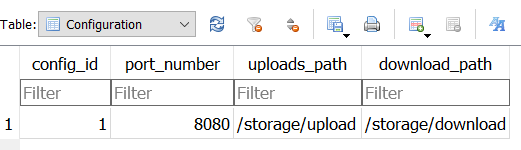 Table: Configuration
config_id port_number uploads_path download_path
Filter Filter Filter Filter
1 1 8080 /storage/upload /storage/download